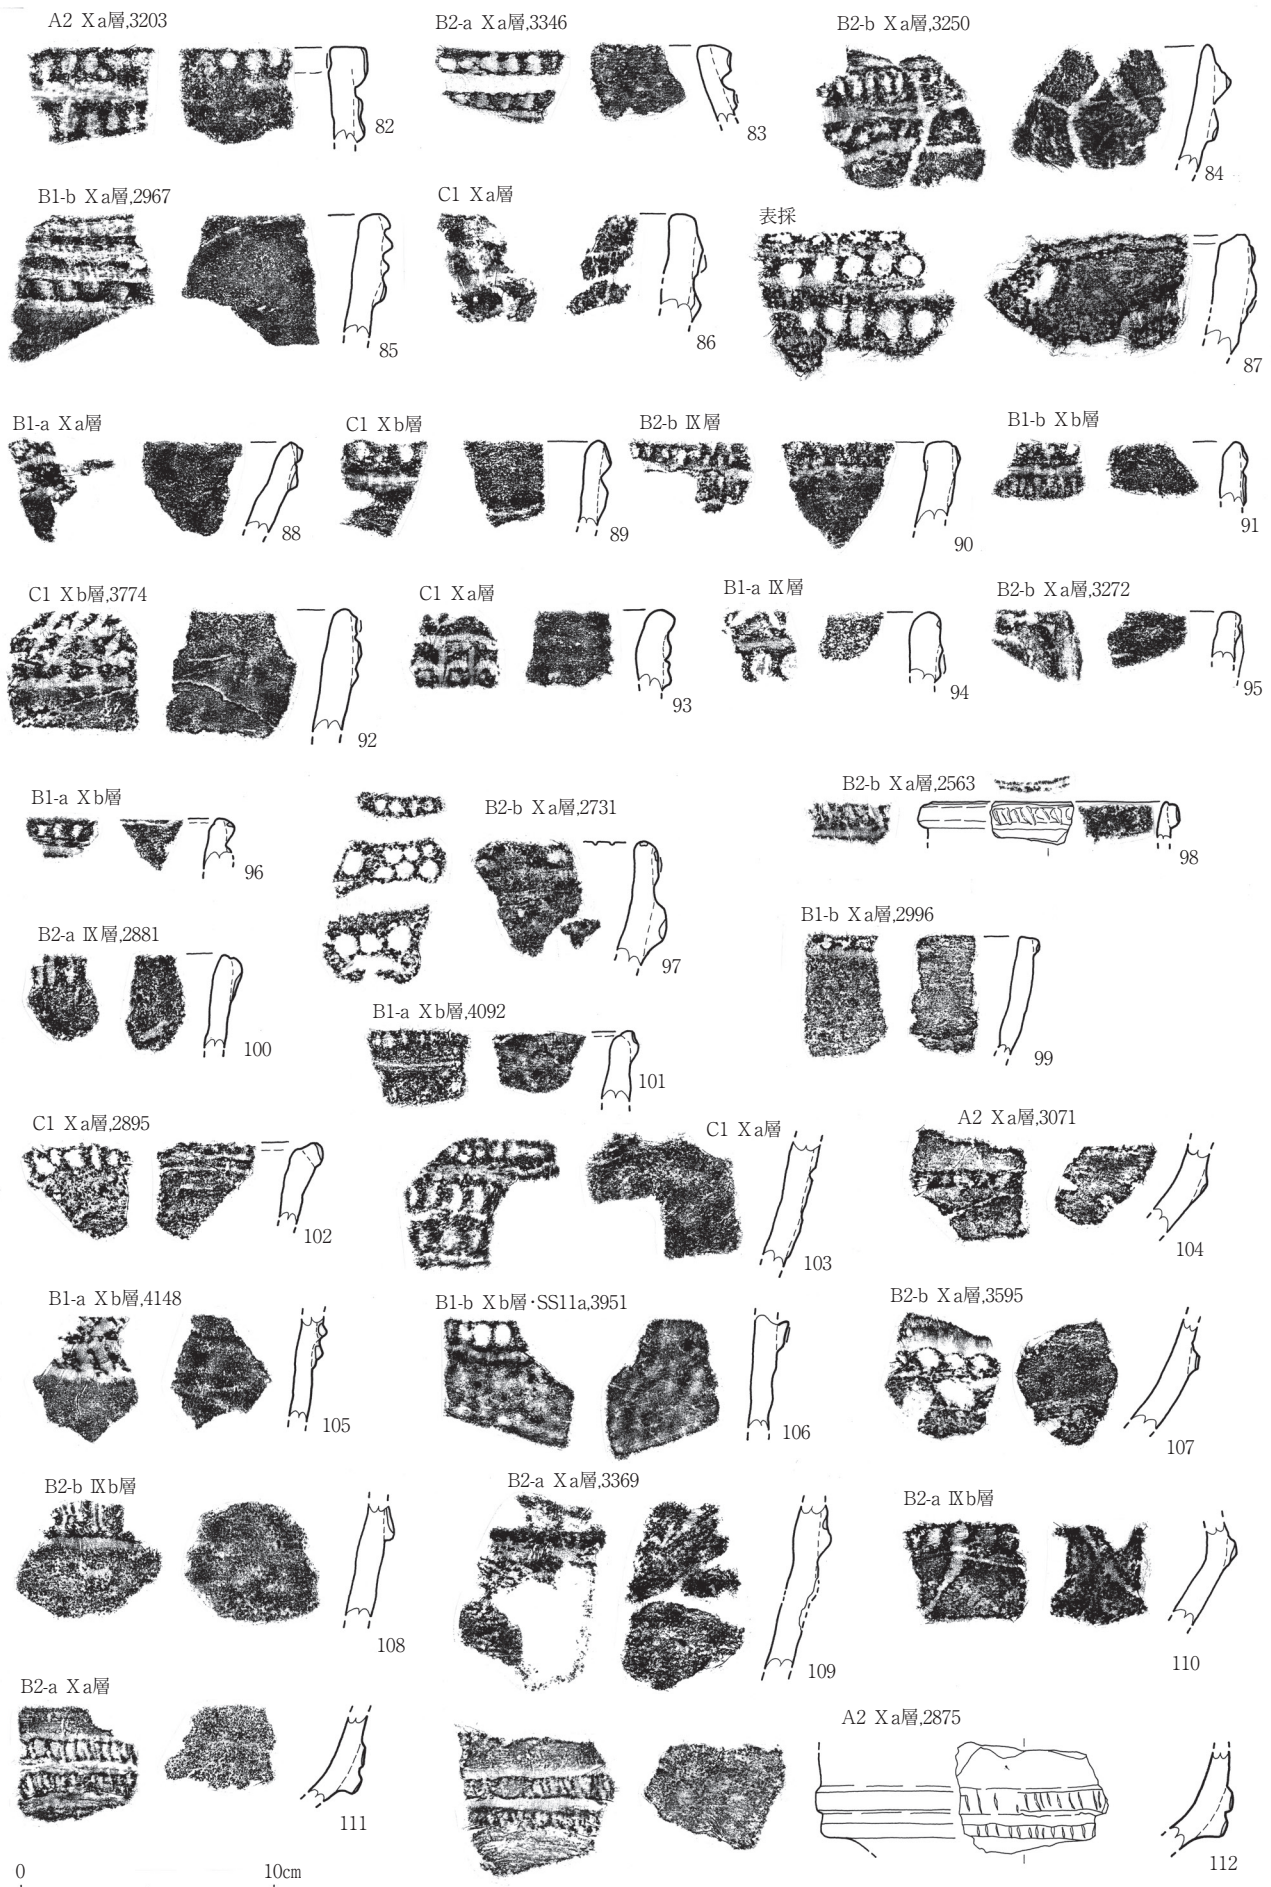 A2 Ⅹa層,3203
82
B2-a Ⅹa層,3346
83
B2-b Ⅹa層,3250
84
B1-b Ⅹa層,2967
85
C1 Ⅹa層
86
表採
87
B1-a Ⅹa層
88
C1 Ⅹb層
89
B2-b Ⅸ層
90
B1-b Ⅹb層
91
C1 Ⅹb層,3774
92
C1 Ⅹa層
93
B1-a Ⅸ層
94
B2-b Ⅹa層,3272
95
B1-a Ⅹb層
96
B2-b Ⅹa層,2731
97
B2-b Ⅹa層,2563
98
B1-b Ⅹa層,2996
99
B2-a Ⅸ層,2881
100
B1-a Ⅹb層,4092
101
C1 Ⅹa層,2895
102
C1 Ⅹa層
103
A2 Ⅹa層,3071
104
B1-a Ⅹb層,4148
105
B1-b Ⅹb層・SS11a,3951
106
B2-b Ⅹa層,3595
107
B2-b Ⅸb層
108
B2-a Ⅹa層,3369
109
B2-a Ⅸb層
110
B2-a Ⅹa層
111
A2 Ⅹa層,2875
112
0 10cm